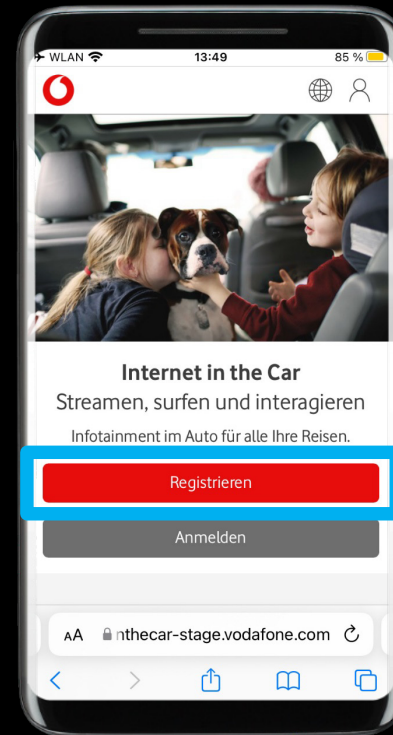 WLAN 13:49 85 %
Internet in the Car
Streamen, surfen und interagieren
Infotainment im Auto für alle Ihre Reisen.
Registrieren
Anmelden
AA nthecar-stage.vodafone.com